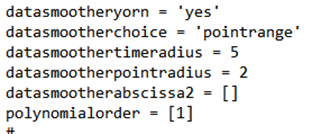 datasmootheryorn = 'yes'
datasmootherchoice = 'pointrange'
datasmoothertimeradius = 5
datasmootherpointradius = 2
datasmootherabscissa2 = []
polynomialorder = [1]
#